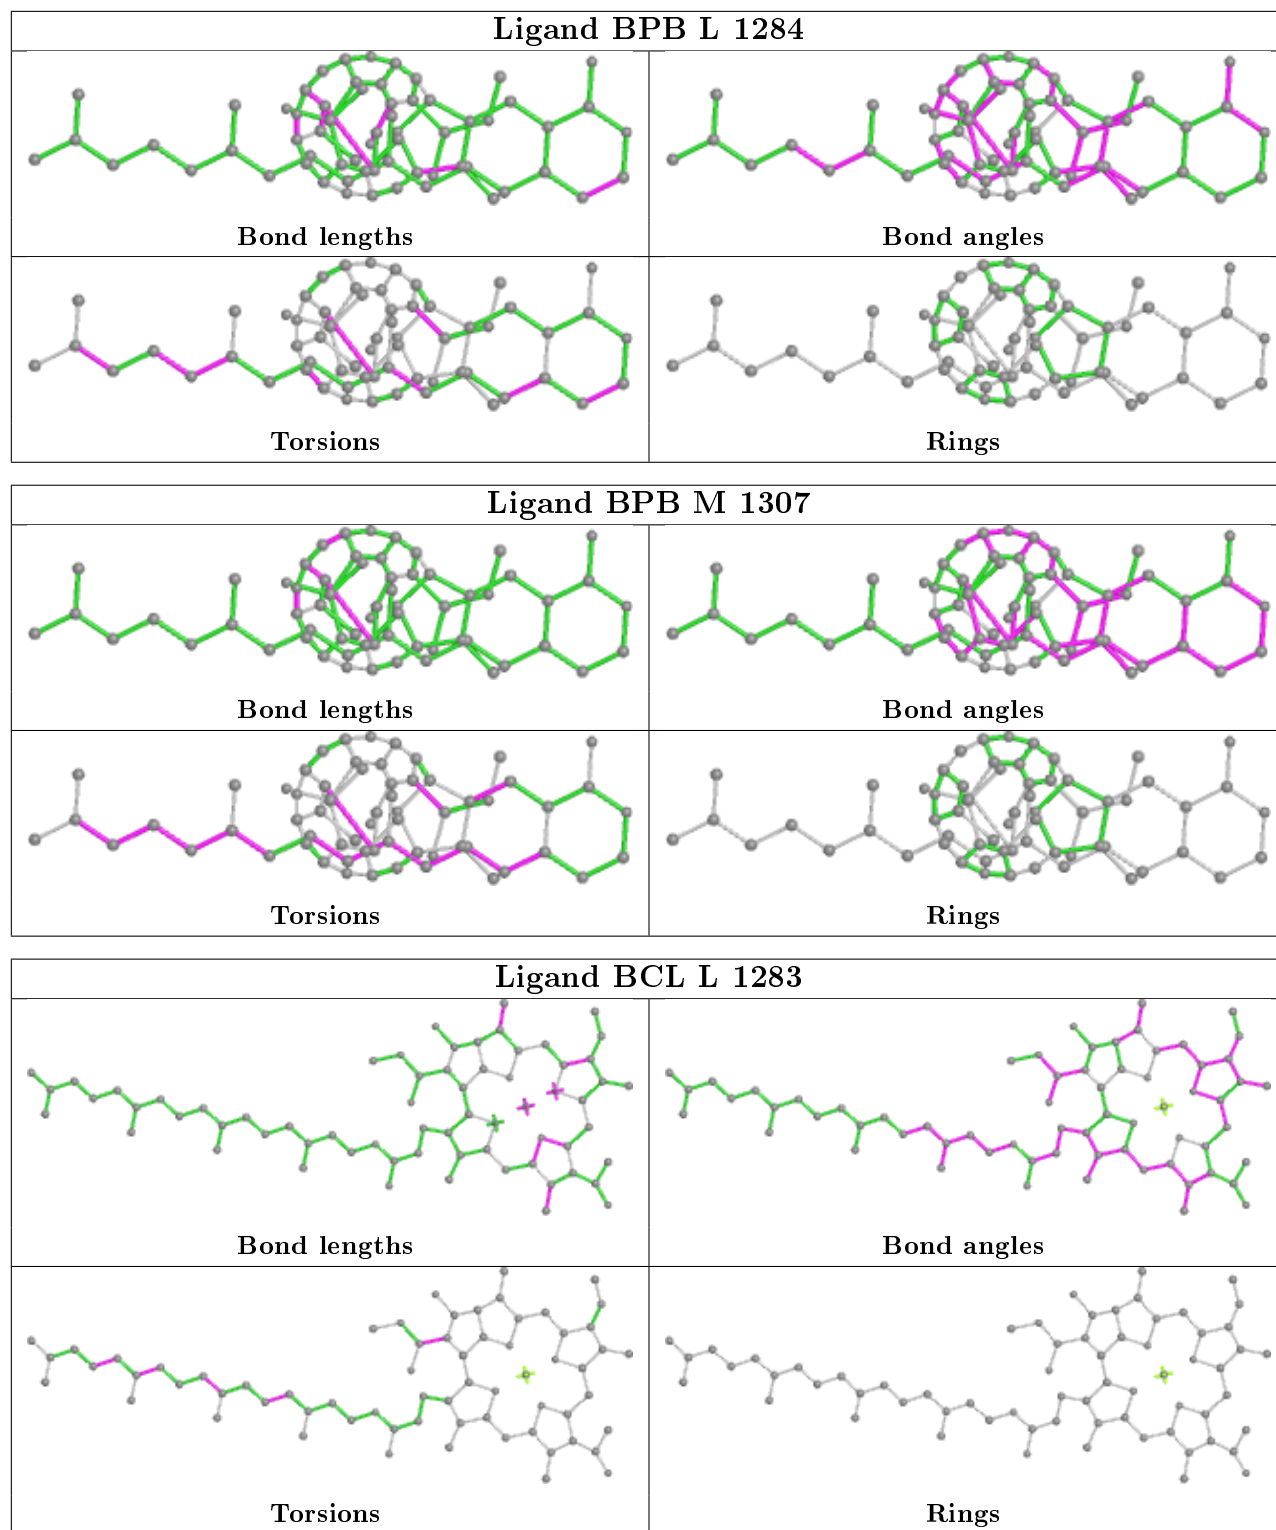 Ligand BPB L 1284
Bond lengths
Bond angles
Torsions
Rings
Ligand BPB M 1307
Bond lengths
Bond angles
Torsions
Rings
Ligand BCL L 1283
Bond lengths
Bond angles
Torsions
Rings